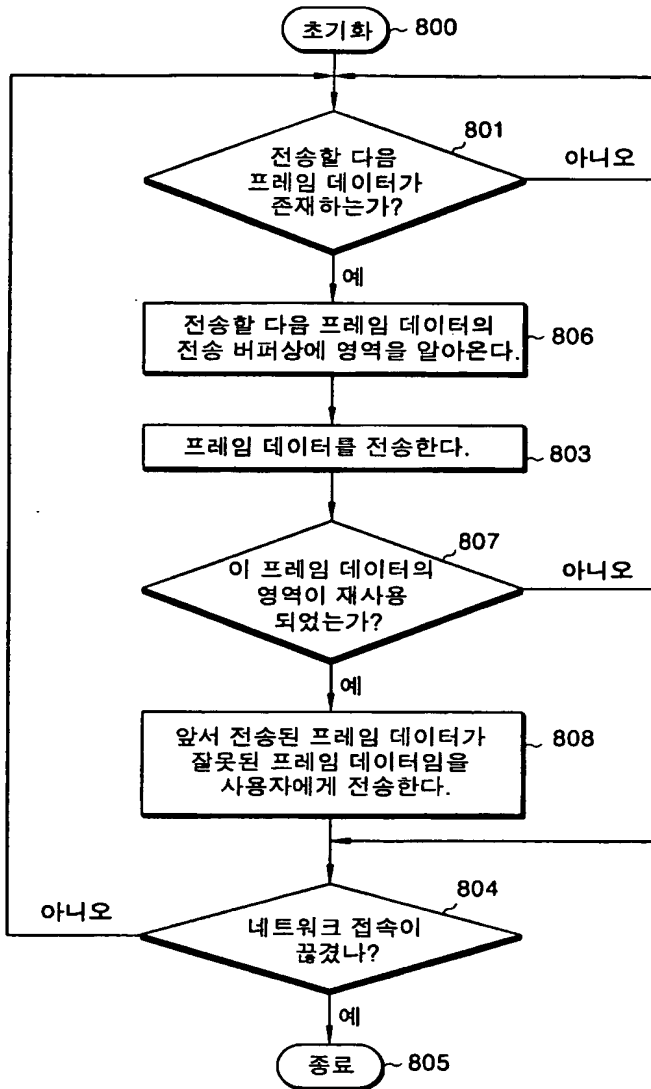 초기화
800
801
전송할 다음
프레임 데이터가
존재하는가?
아니오
예
전송할 다음 프레임 데이터의
전송 버퍼상에 영역을 알아온다.
806
프레임 데이터를 전송한다.
803
807
이 프레임 데이터의
영역이 재사용
되었는가?
아니오
예
앞서 전송된 프레임 데이터가
잘못된 프레임 데이터임을
사용자에게 전송한다.
808
804
아니오
네트워크 접속이
끊겼나?
예
종료
805